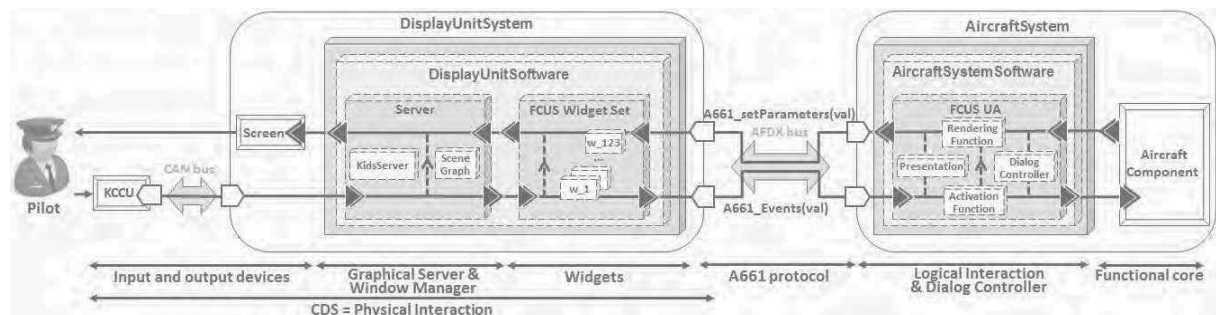 DisplayUnitSystem
AircraftSystem
DisplayUnitSoftware
AircraftSystem Software
Server
FCUS Widget Set
FCUS UA
A661_setParameters(val)
AFDX bus
Screen
KidsServer
Scene
Graph
w_123
...
w_1
Rendering
Function
Presentation
Dialog
Controller
Activation
Function
Aircraft
Component
CAN bus
Pilot
KCCU
A661_Events(val)
Input and output devices
Graphical Server &
Window Manager
Widgets
A661 protocol
Logical Interaction
& Dialog Controller
Functional core
CDS = Physical Interaction